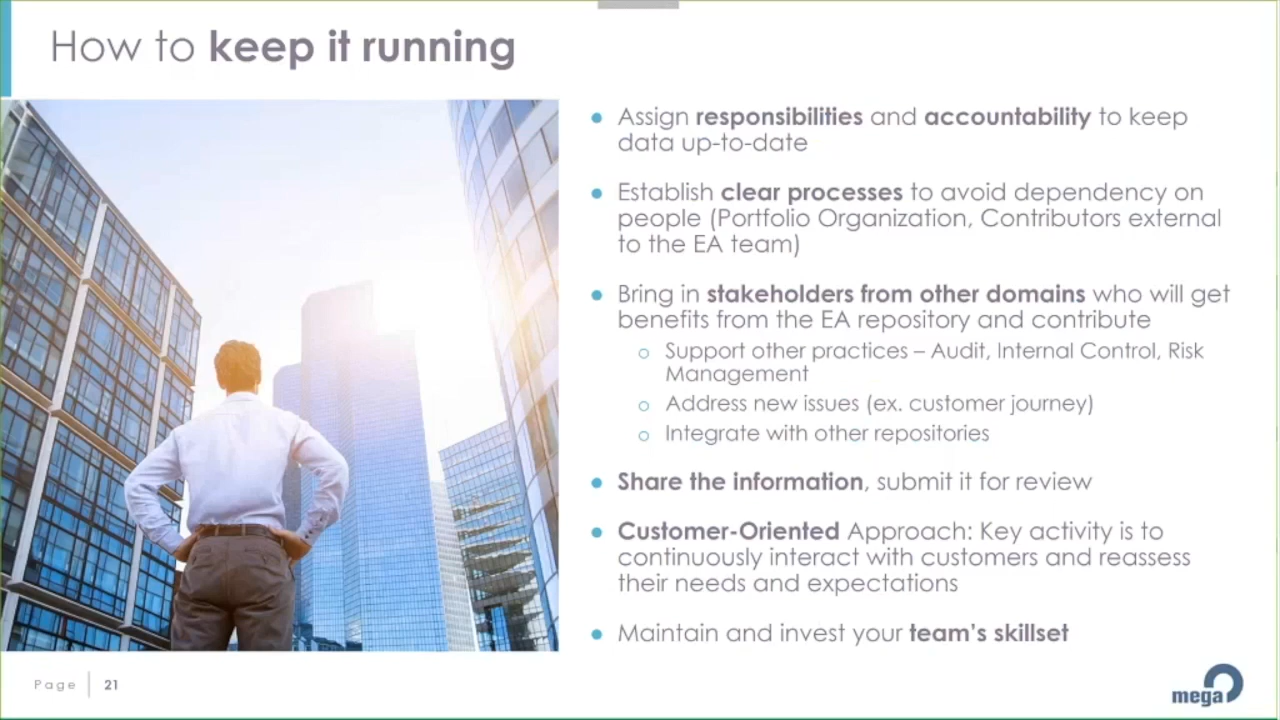 How to keep it running
Assign responsibilities and accountability to keep
data up-to-date
Establish clear processes to avoid dependency on
people (Portfolio Organization, Contributors external
to the EA team)
Bring in stakeholders from other domains who will get
benefits from the EA repository and contribute
Support other practices – Audit, Internal Control, Risk
Management
Address new issues (ex. customer journey)
Integrate with other repositories
Share the information, submit it for review
Customer-Oriented Approach: Key activity is to
continuously interact with customers and reassess
their needs and expectations
Maintain and invest your team's skillset
Page 21
mega